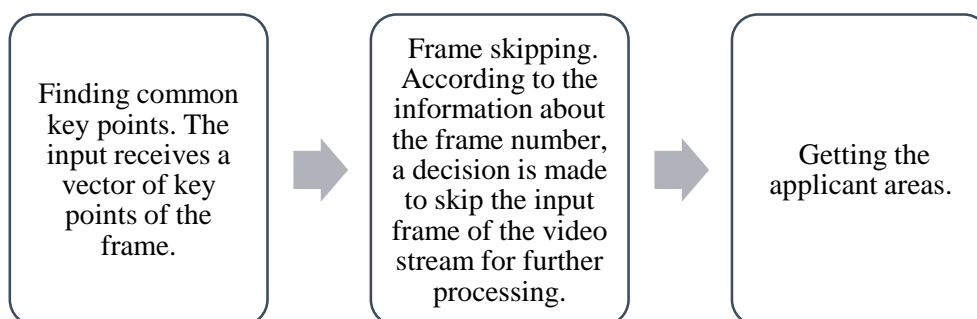 Finding common
key points. The
input receives a
vector of key
points of the
frame.
Frame skipping.
According to the
information about
the frame number,
a decision is made
to skip the input
frame of the video
stream for further
processing.
Getting the
applicant areas.